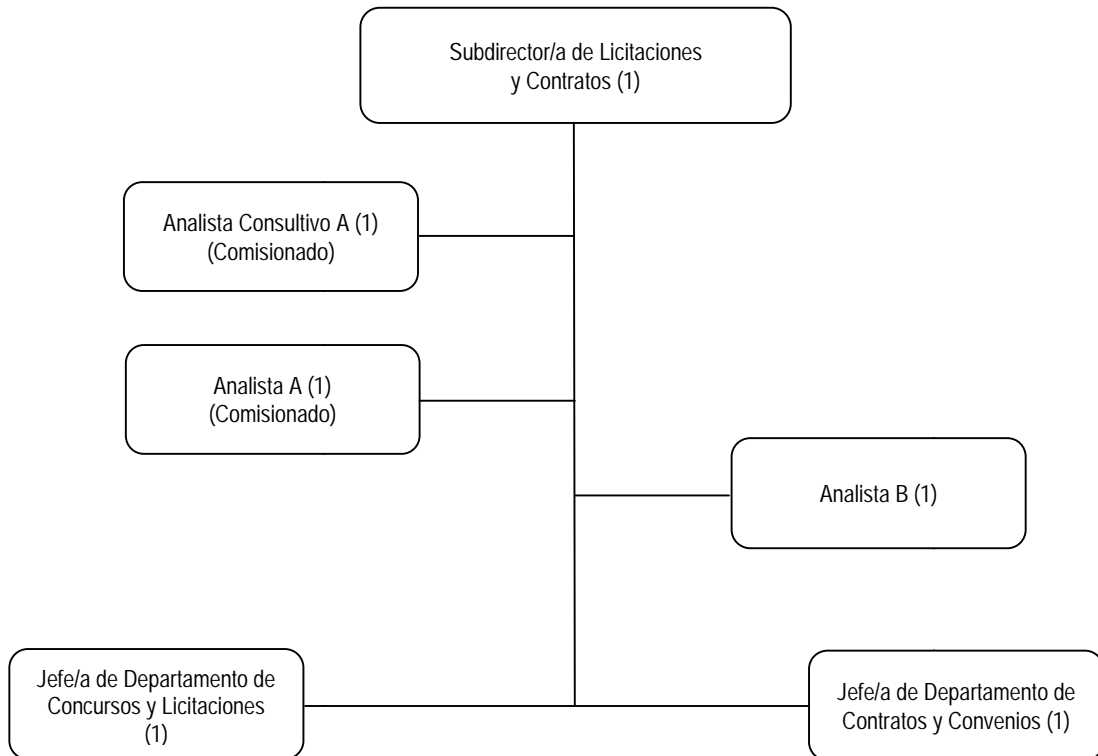 Subdirector/a de Licitaciones
y Contratos (1)
Analista Consultivo A (1)
(Comisionado)
Analista A (1)
(Comisionado)
Analista B (1)
Jefe/a de Departamento de
Concursos y Licitaciones
(1)
Jefe/a de Departamento de
Contratos y Convenios (1)